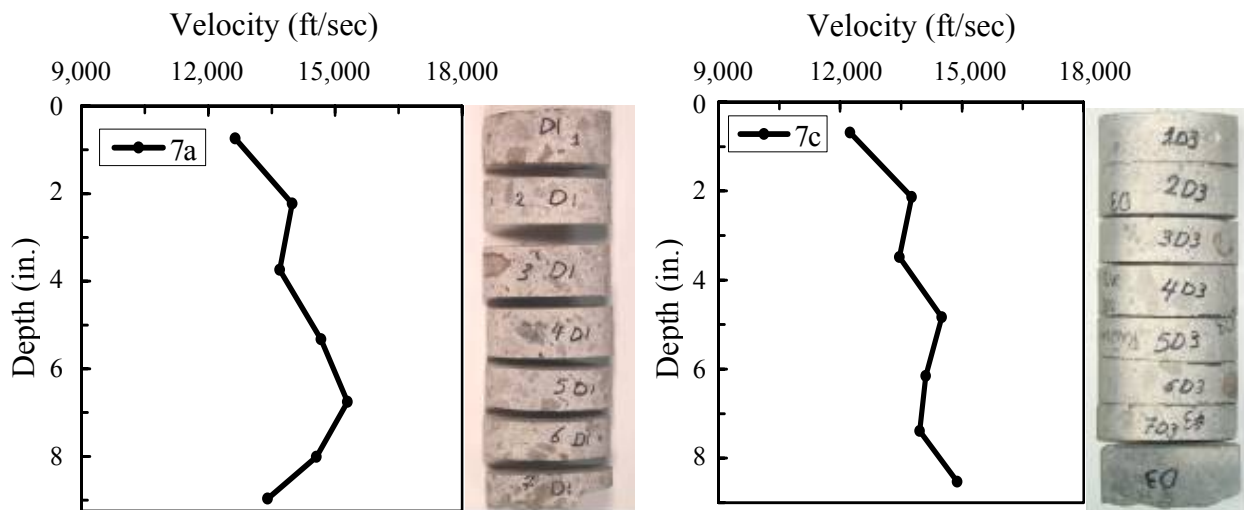 Velocity (ft/sec)
9,000 12,000 15,000 18,000
0
2
4
6
8
Depth (in.)
7a
D1 1
2 D1
3 D1
4 D1
5 D1
6 D1
7 D1
Velocity (ft/sec)
9,000 12,000 15,000 18,000
0
2
4
6
8
Depth (in.)
7c
1D3
2D3
D3
3D3
4D3
5D3
6D3
7D3
D3